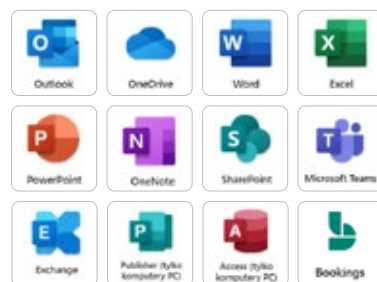 O
W
X
Outlook
OneDrive
Word
Excel
P
N
S
T
PowerPoint
OneNote
SharePoint
Microsoft Teams
E
P
A
Exchange
Publisher (tylko
komputery PC)
Access (tylko
komputery PC)
Bookings